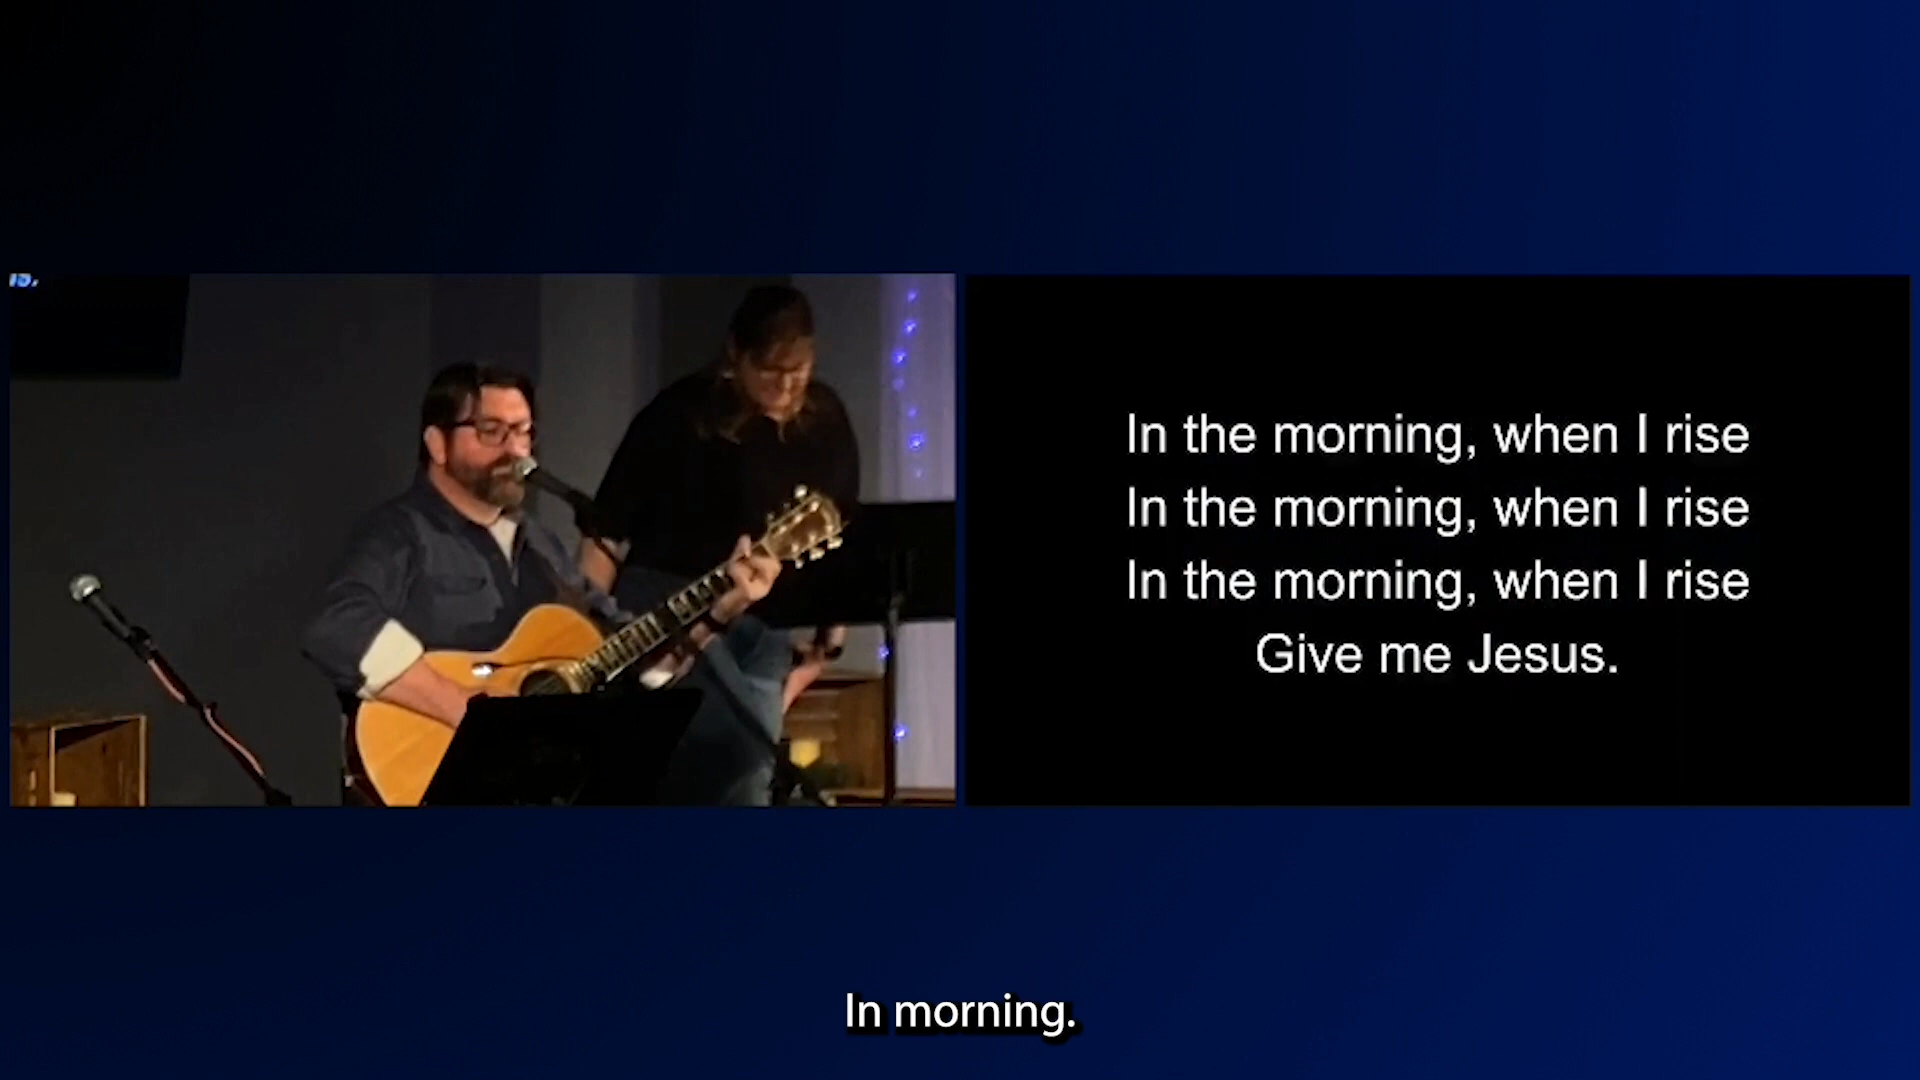 In the morning, when I rise
In the morning, when I rise
In the morning, when I rise
Give me Jesus.
In morning.